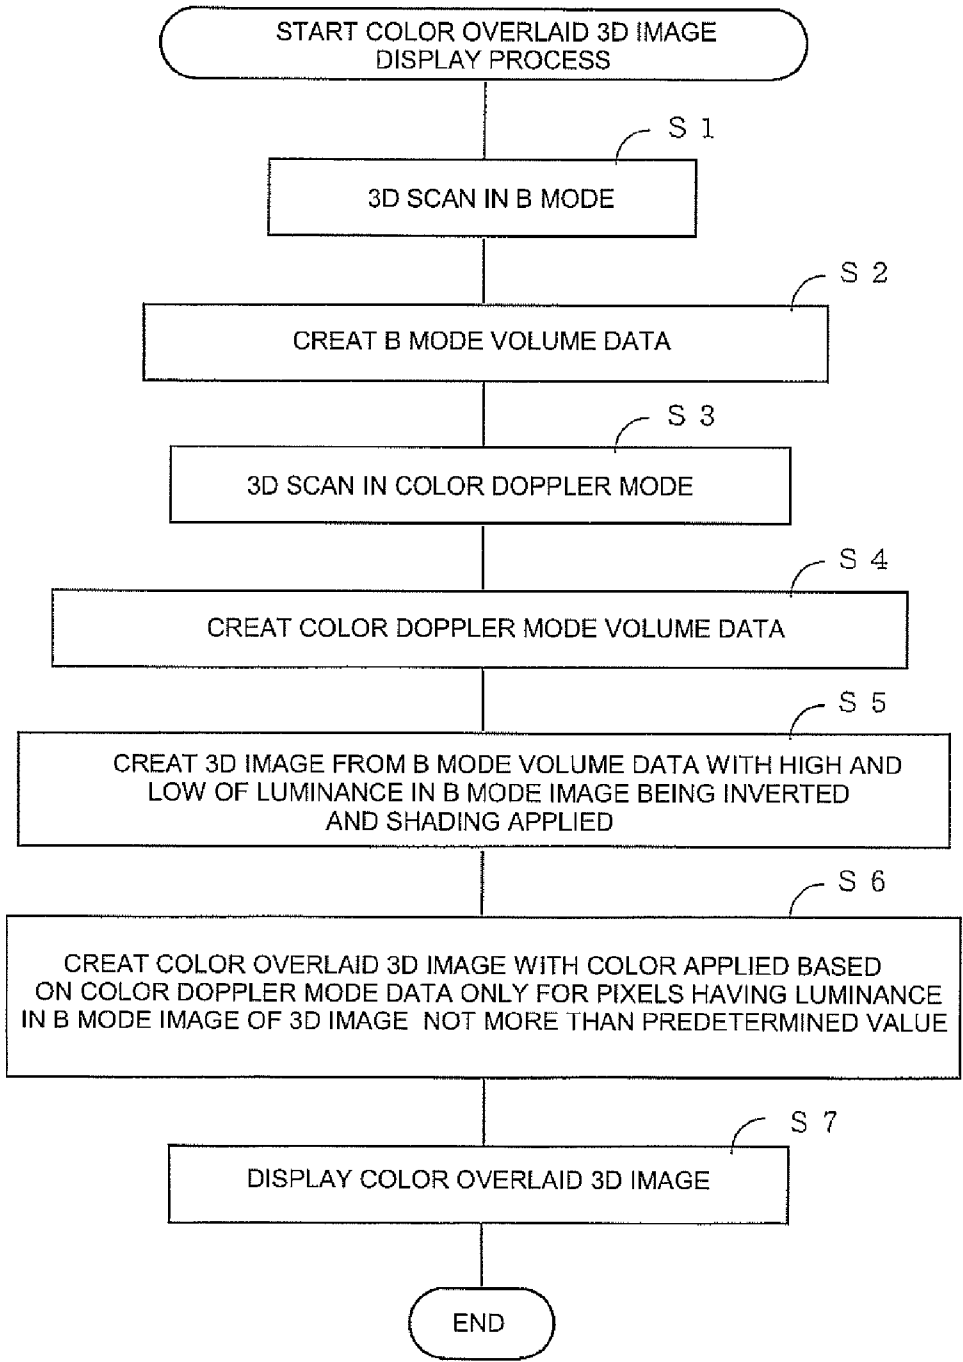 START COLOR OVERLAID 3D IMAGE
DISPLAY PROCESS
S 1
3D SCAN IN B MODE
S 2
CREAT B MODE VOLUME DATA
S 3
3D SCAN IN COLOR DOPPLER MODE
S 4
CREAT COLOR DOPPLER MODE VOLUME DATA
S 5
CREAT 3D IMAGE FROM B MODE VOLUME DATA WITH HIGH AND
LOW OF LUMINANCE IN B MODE IMAGE BEING INVERTED
AND SHADING APPLIED
S 6
CREAT COLOR OVERLAID 3D IMAGE WITH COLOR APPLIED BASED
ON COLOR DOPPLER MODE DATA ONLY FOR PIXELS HAVING LUMINANCE
IN B MODE IMAGE OF 3D IMAGE NOT MORE THAN PREDETERMINED VALUE
S 7
DISPLAY COLOR OVERLAID 3D IMAGE
END